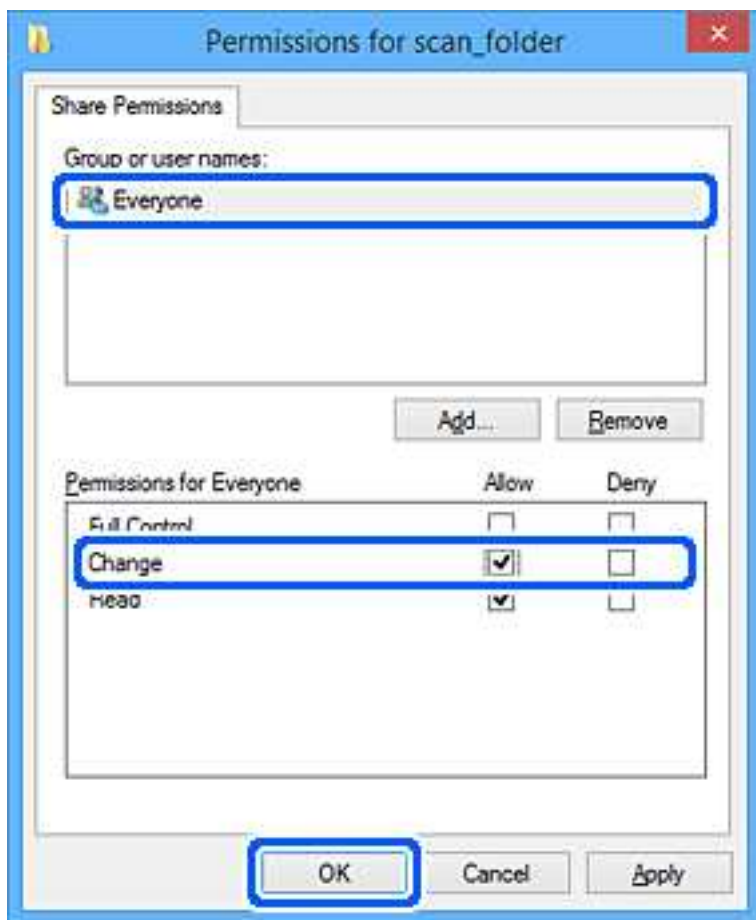 Permissions for scan_folder
Share Permissions
Group or user names:
Everyone
Add... Remove
Permissions for Everyone Allow Deny
Full Control
Change
Read
OK Cancel Apply